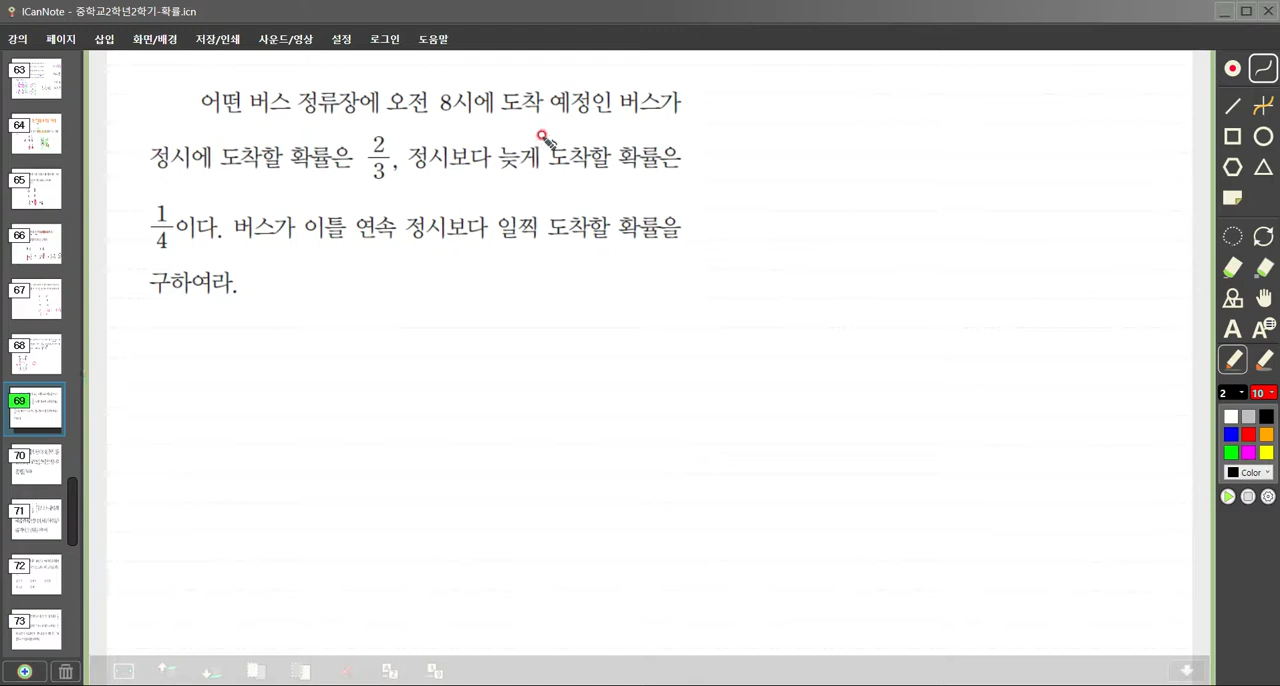 ICanNote - 중학교2학년2학기-확률.icn
강의 페이지 삽입 화면/배경 저장/인쇄 사운드/영상 설정 로그인 도움말
어떤 버스 정류장에 오전 8시에 도착 예정인 버스가
정시에 도착할 확률은 2/3, 정시보다 늦게 도착할 확률은
1/4이다. 버스가 이틀 연속 정시보다 일찍 도착할 확률을
구하여라.
63
64
65
66
67
68
69
70
71
72
73
A A
2 10
Color